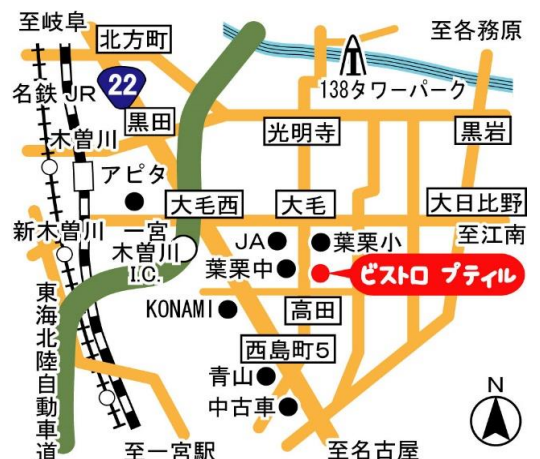 至岐阜
北方町
至各務原
22
名鉄
JR
木曽川
黒田
138タワーパーク
光明寺
黒岩
アピタ
大毛西
大毛
大日比野
新木曽川
一宮
木曽川
I.C.
JA
葉栗小
至江南
葉栗中
ビストロ プティル
KONAMI
高田
東海北陸自動車道
西島町5
青山
中古車
N
至一宮駅
至名古屋